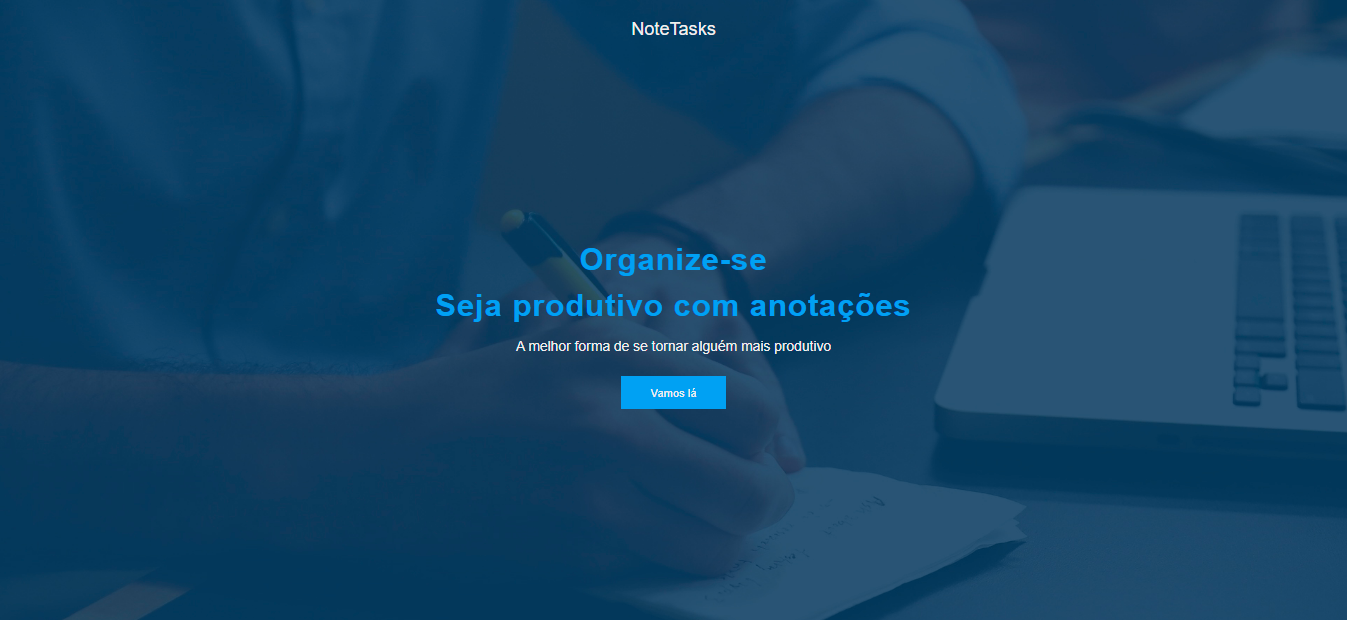 NoteTasks
Organize-se
Seja produtivo com anotações
A melhor forma de se tornar alguém mais produtivo
Vamos lá